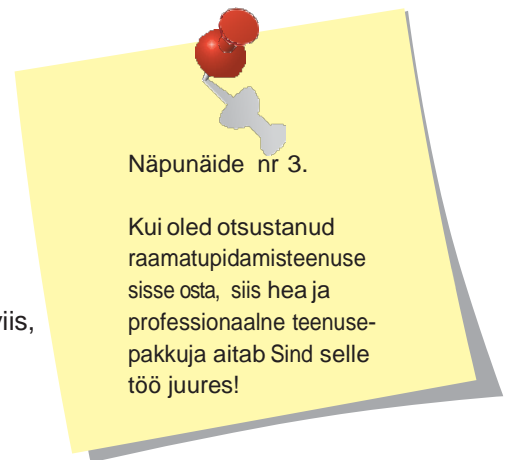 Näpunäide nr 3.
Kui oled otsustanud
raamatupidamisteenuse
sisse osta, siis hea ja
professionaalne teenuse-
pakkuja aitab Sind selle
töö juures!